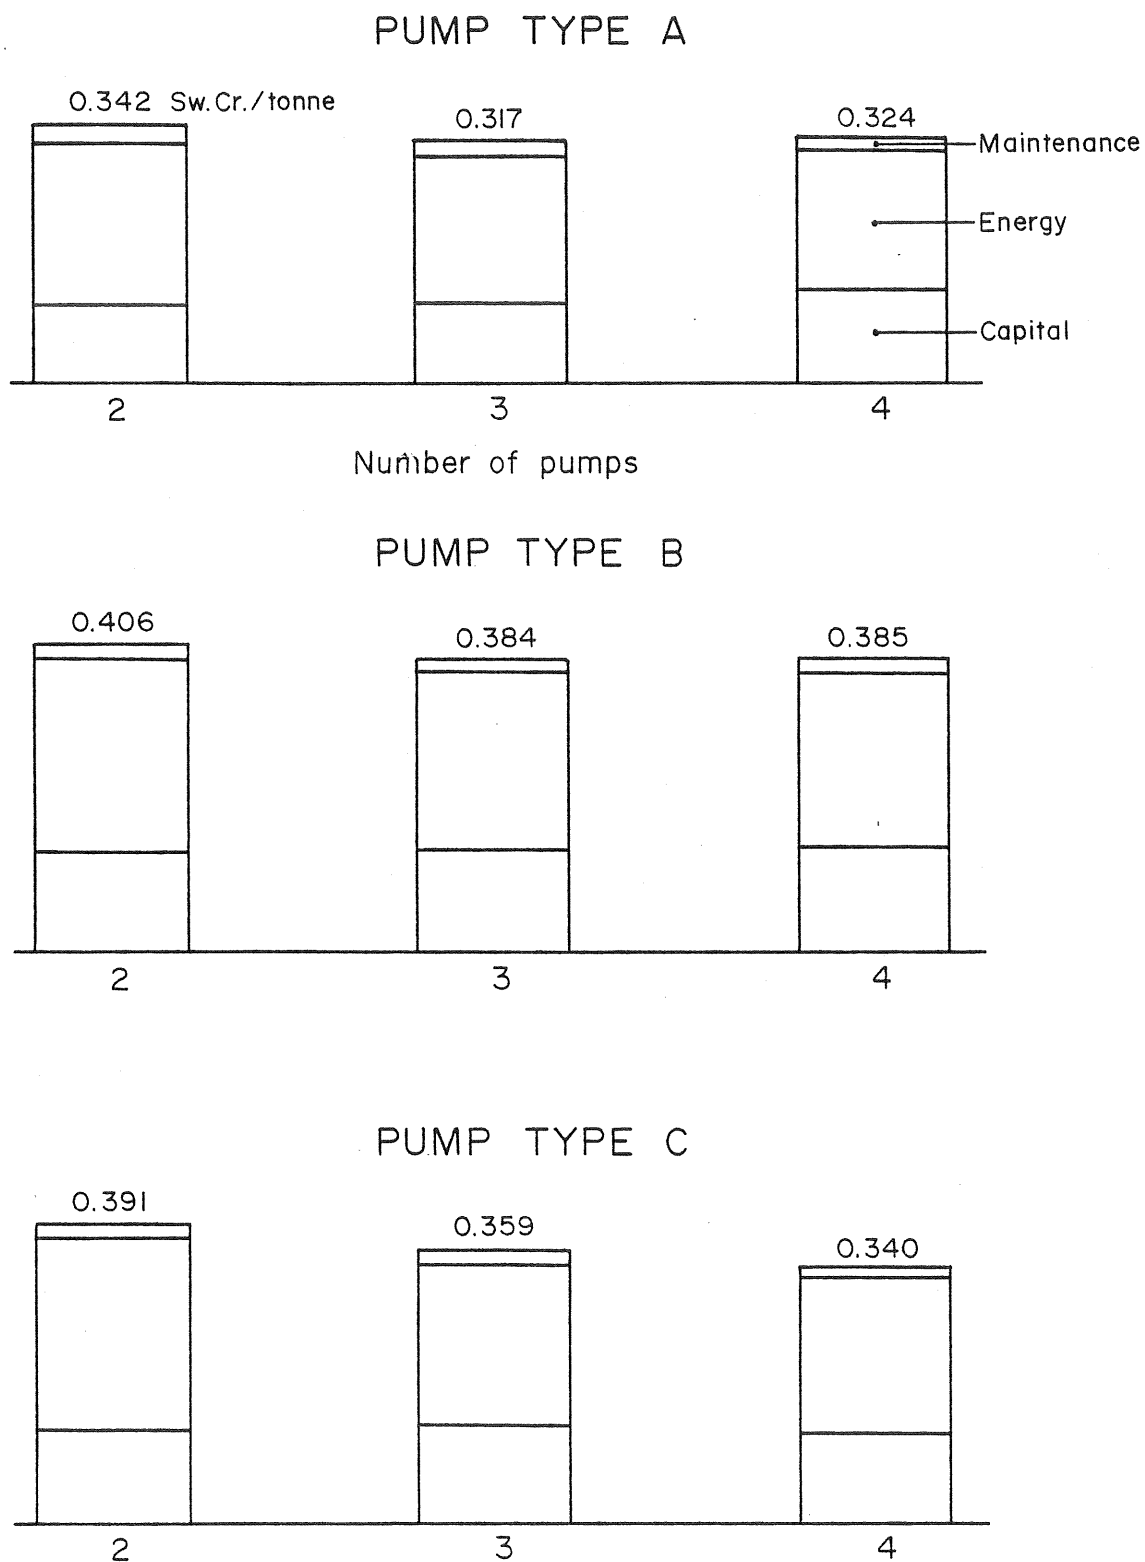 PUMP TYPE A
0.342 Sw.Cr./tonne
0.317
0.324
Maintenance
Energy
Capital
2 3 4
Number of pumps
PUMP TYPE B
0.406
0.384
0.385
2 3 4
PUMP TYPE C
0.391
0.359
0.340
2 3 4